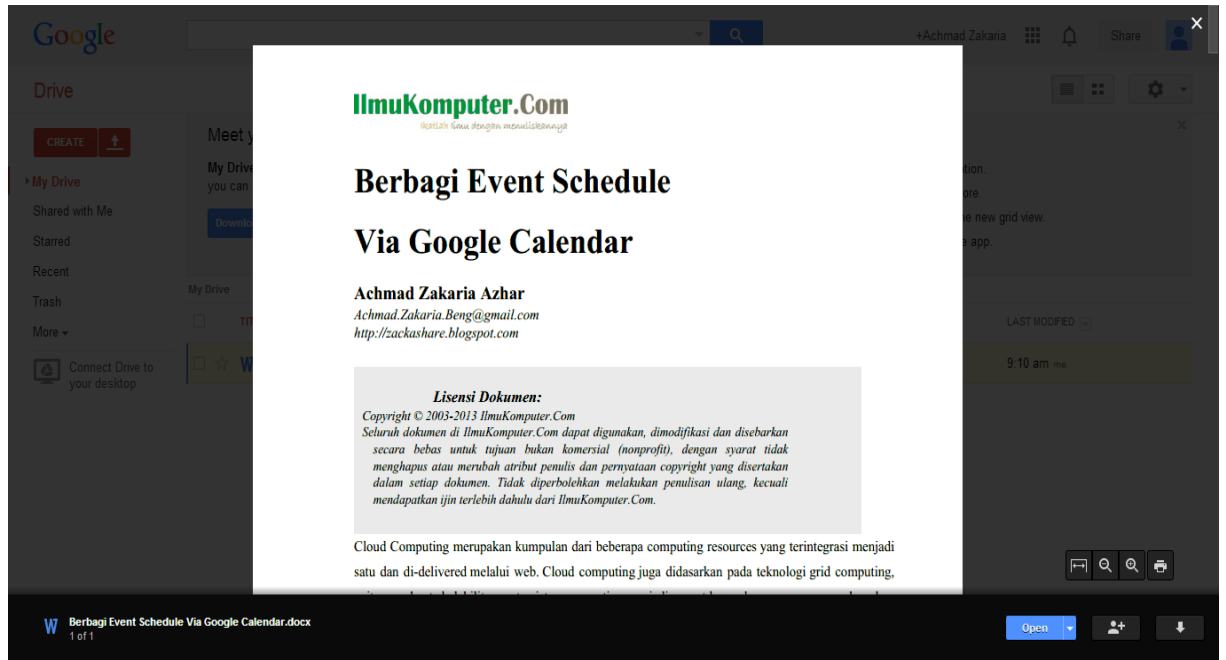 Google
+Achmad Zakaria
Share
Drive
CREATE
My Drive
Shared with Me
Starred
Recent
Trash
More
Connect Drive to
your desktop
Meet y
My Drive
you can
Downlo
tion.
ore.
e new grid view.
e app.
My Drive
TIT
LAST MODIFIED
W
9:10 am me
IlmuKomputer.Com
Ikatlah ilmu dengan menuliskannya
Berbagi Event Schedule
Via Google Calendar
Achmad Zakaria Azhar
Achmad.Zakaria.Beng@gmail.com
http://zackashare.blogspot.com
Lisensi Dokumen:
Copyright © 2003-2013 IlmuKomputer.Com
Seluruh dokumen di IlmuKomputer.Com dapat digunakan, dimodifikasi dan disebarkan
secara bebas untuk tujuan bukan komersial (nonprofit), dengan syarat tidak
menghapus atau merubah atribut penulis dan pernyataan copyright yang disertakan
dalam setiap dokumen. Tidak diperbolehkan melakukan penulisan ulang, kecuali
mendapatkan ijin terlebih dahulu dari IlmuKomputer.Com.
Cloud Computing merupakan kumpulan dari beberapa computing resources yang terintegrasi menjadi
satu dan di-delivered melalui web. Cloud computing juga didasarkan pada teknologi grid computing,
W
Berbagi Event Schedule Via Google Calendar.docx
1 of 1
Open